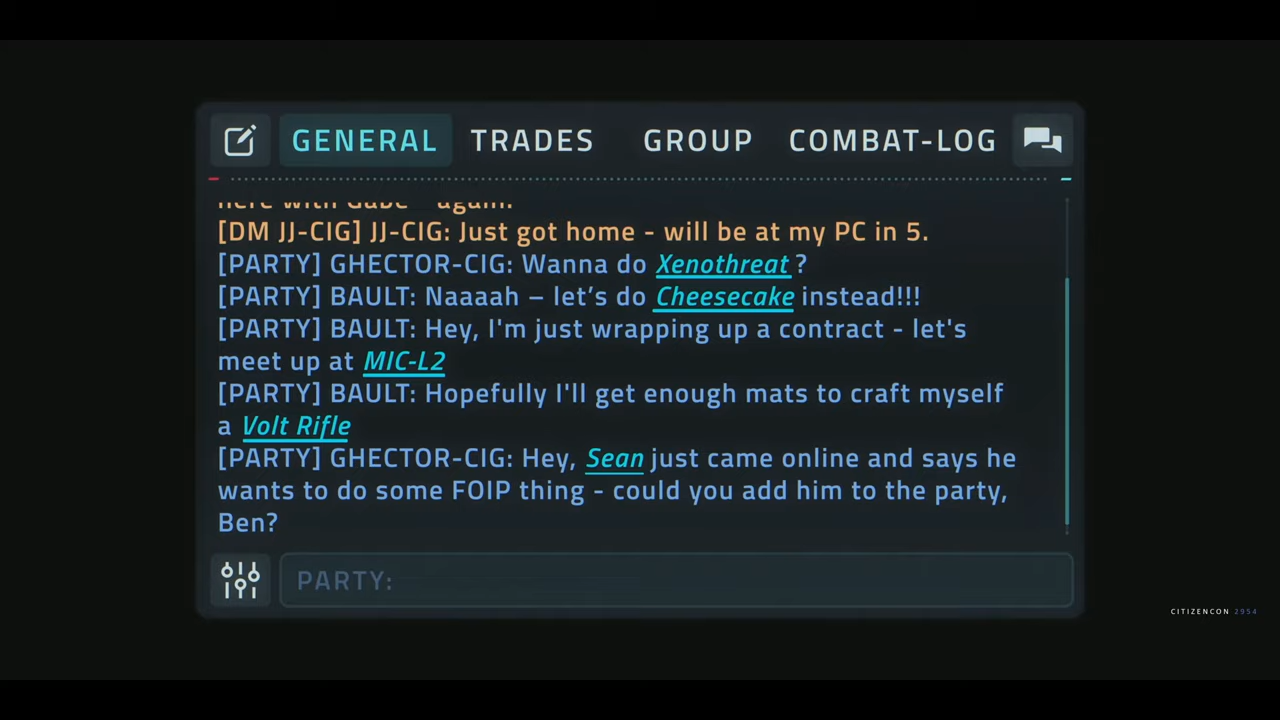 GENERAL TRADES GROUP COMBAT-LOG
here with Gabe - again.
[DM JJ-CIG] JJ-CIG: Just got home - will be at my PC in 5.
[PARTY] GHECTOR-CIG: Wanna do Xenothreat ?
[PARTY] BAULT: Naaaah – let’s do Cheesecake instead!!!
[PARTY] BAULT: Hey, I'm just wrapping up a contract - let's
meet up at MIC-L2
[PARTY] BAULT: Hopefully I'll get enough mats to craft myself
a Volt Rifle
[PARTY] GHECTOR-CIG: Hey, Sean just came online and says he
wants to do some FOIP thing - could you add him to the party,
Ben?
PARTY:
CITIZENCON 2954